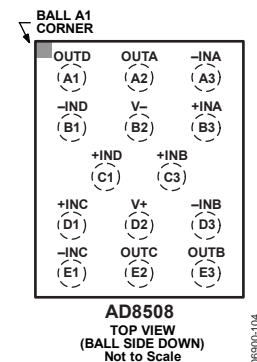 BALL A1
CORNER
OUTD OUTA –INA
A1 A2 A3
–IND V– +INA
B1 B2 B3
+IND +INB
C1 C3
+INC V+ –INB
D1 D2 D3
–INC OUTC OUTB
E1 E2 E3
AD8508
TOP VIEW
(BALL SIDE DOWN)
Not to Scale
06900-104